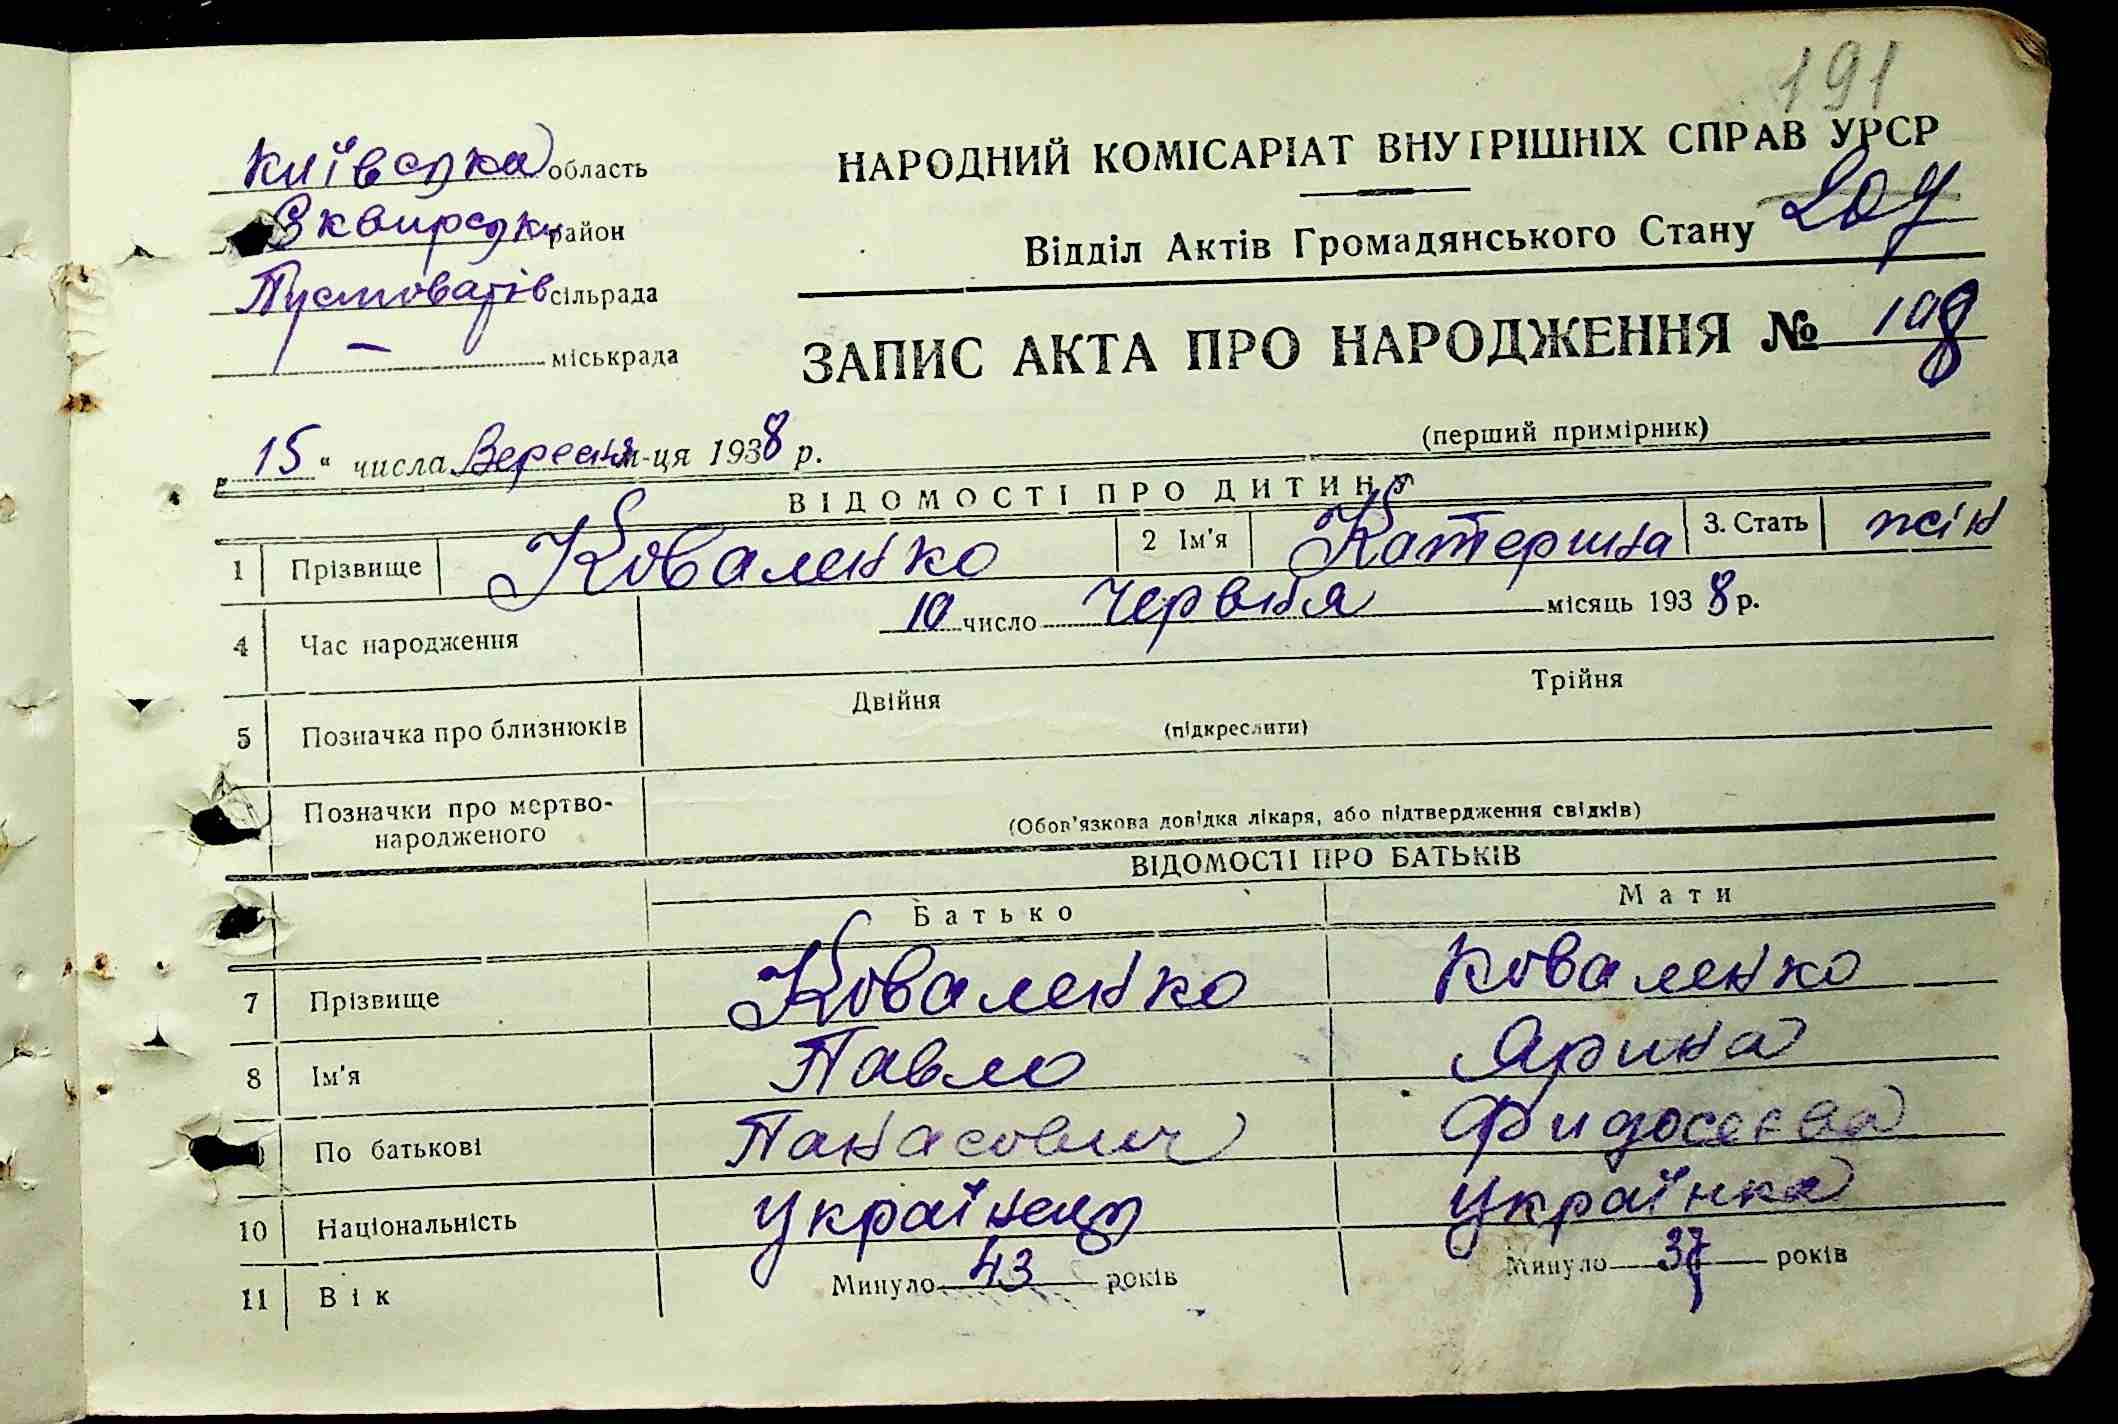 191
Київська область
НАРОДНИЙ КОМІСАРІАТ ВНУТРІШНІХ СПРАВ УРСР
Сквирський район
Відділ Актів Громадянського Стану
сільрада
міськрада
ЗАПИС АКТА ПРО НАРОДЖЕННЯ № 198
(перший примірник)
15 " числа Вересня м-ця 1938 р.
ВІДОМОСТІ ПРО ДИТИНУ
1 Прізвище Коваленко 2 Ім'я Катерина 3. Стать жін
4 Час народження 10 число Червня місяць 1938 р.
5 Позначка про близнюків Двійня Трійня
(підкреслити)
Позначки про мертво-
народженого
(Обов'язкова довідка лікаря, або підтвердження свідків)
ВІДОМОСТІ ПРО БАТЬКІВ
Батько Мати
7 Прізвище Коваленко Коваленко
8 Ім'я Павло Ярина
По батькові Панасович Фидосєєва
10 Національність українець українка
11 Вік Минуло 43 років Минуло 37 років